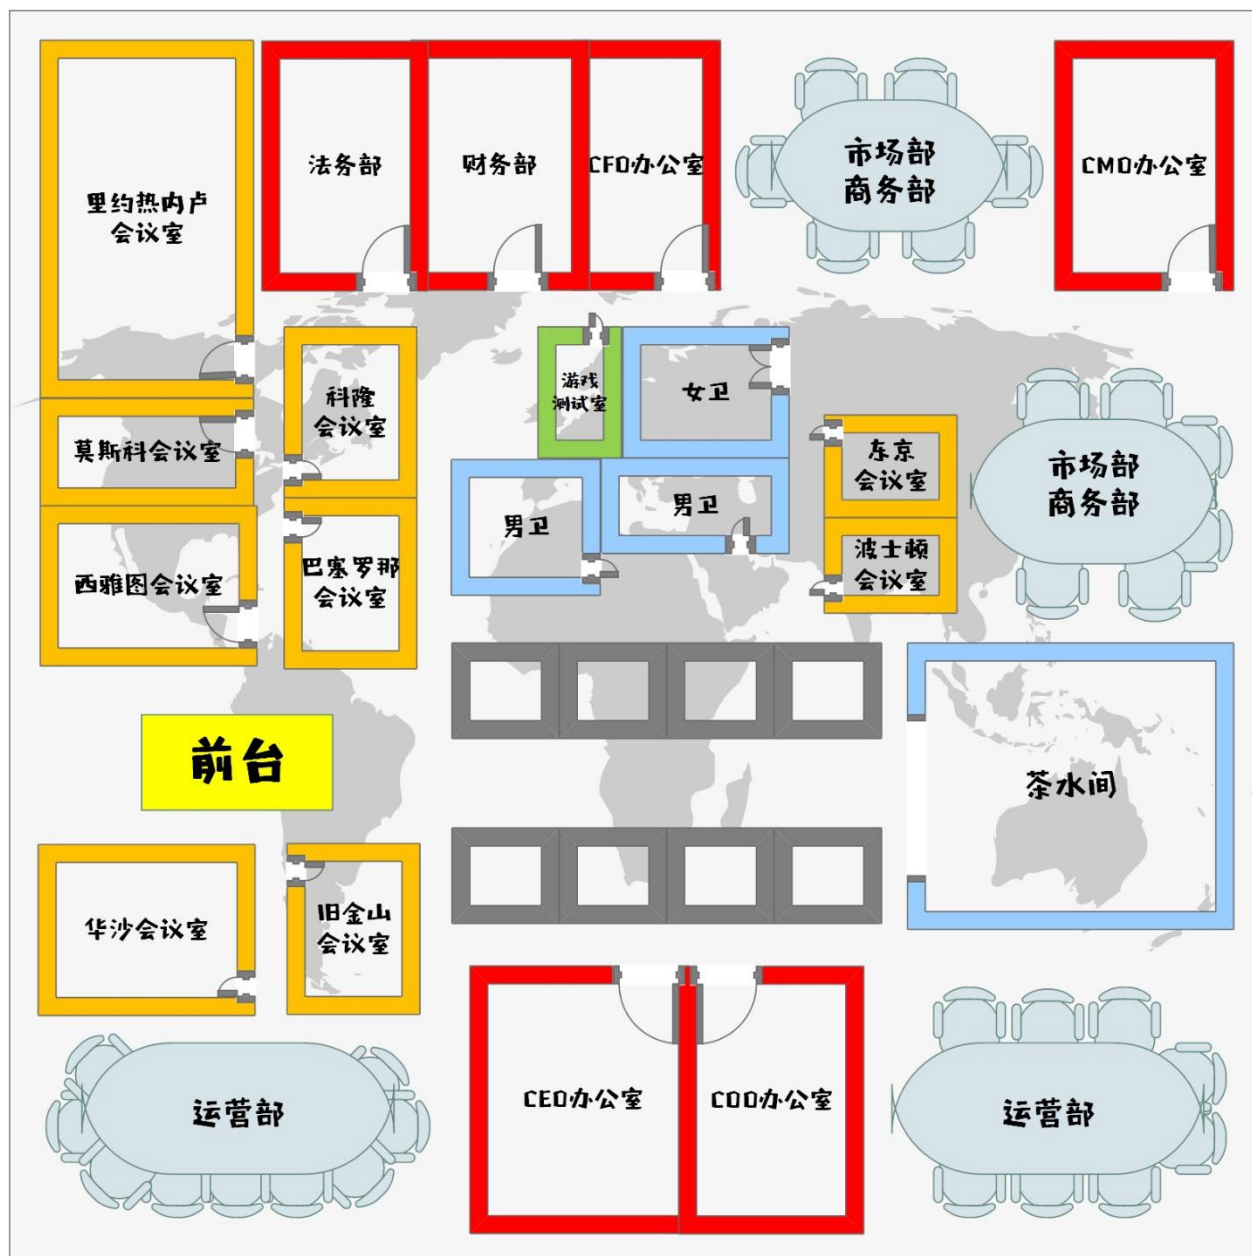 里约热内卢
会议室
法务部
财务部
CFO办公室
市场部
商务部
CMO办公室
莫斯科会议室
科隆
会议室
游戏
测试室
女卫
东京
会议室
市场部
商务部
西雅图会议室
巴塞罗那
会议室
男卫
男卫
波士顿
会议室
前台
茶水间
华沙会议室
旧金山
会议室
运营部
CEO办公室
COO办公室
运营部